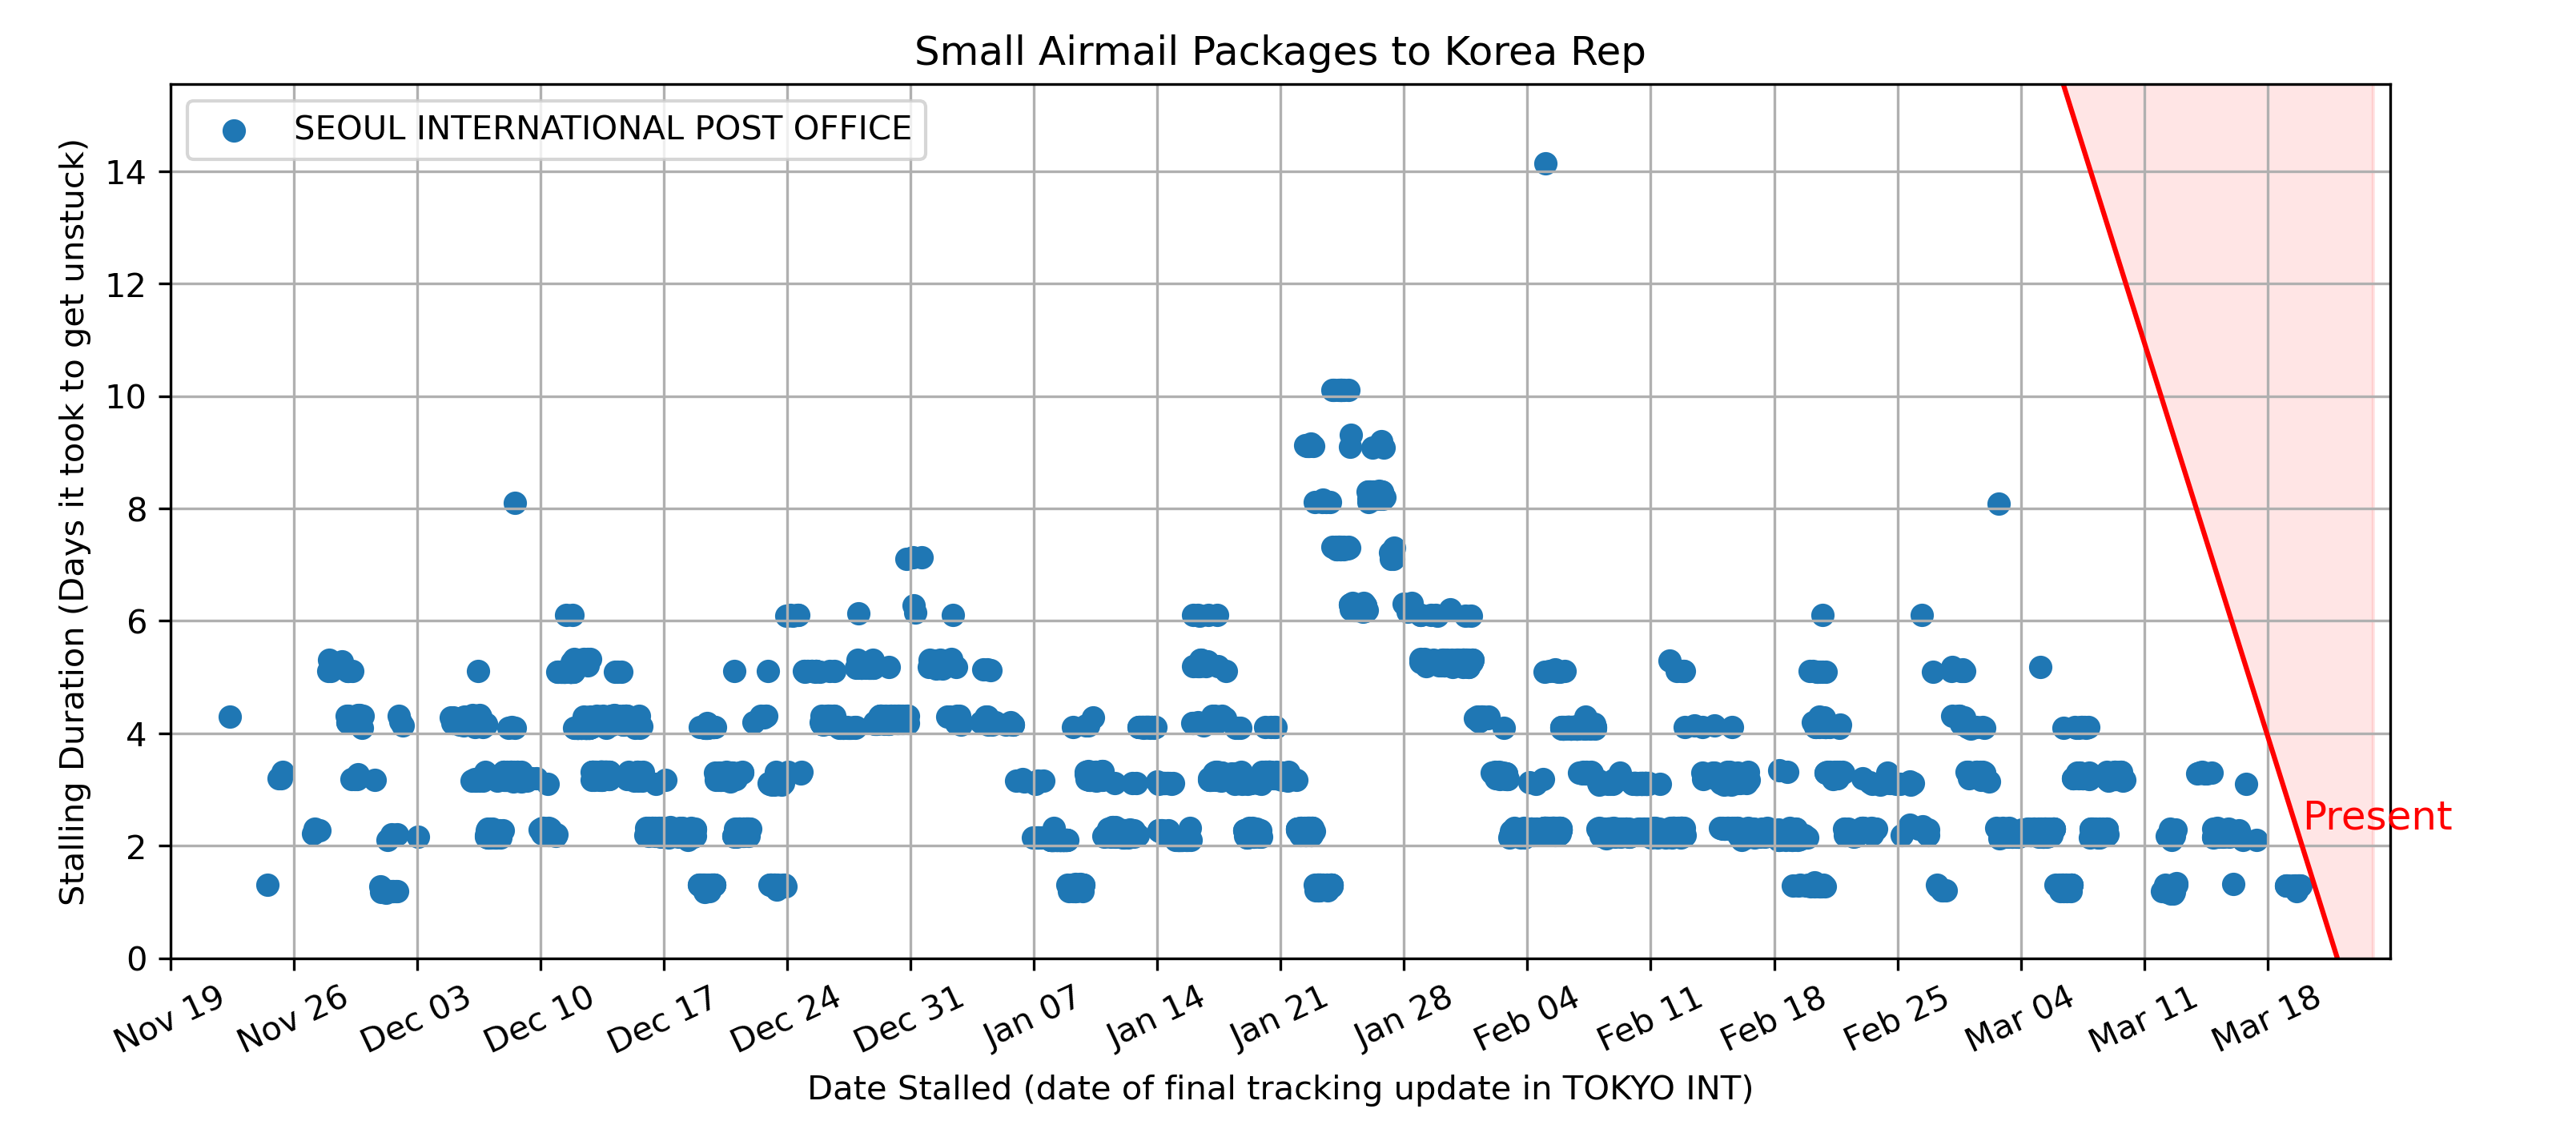 Small Airmail Packages to Korea Rep
SEOUL INTERNATIONAL POST OFFICE
Stalling Duration (Days it took to get unstuck)
14
12
10
8
6
4
2
0
Present
Nov 19
Nov 26
Dec 03
Dec 10
Dec 17
Dec 24
Dec 31
Jan 07
Jan 14
Jan 21
Jan 28
Feb 04
Feb 11
Feb 18
Feb 25
Mar 04
Mar 11
Mar 18
Date Stalled (date of final tracking update in TOKYO INT)